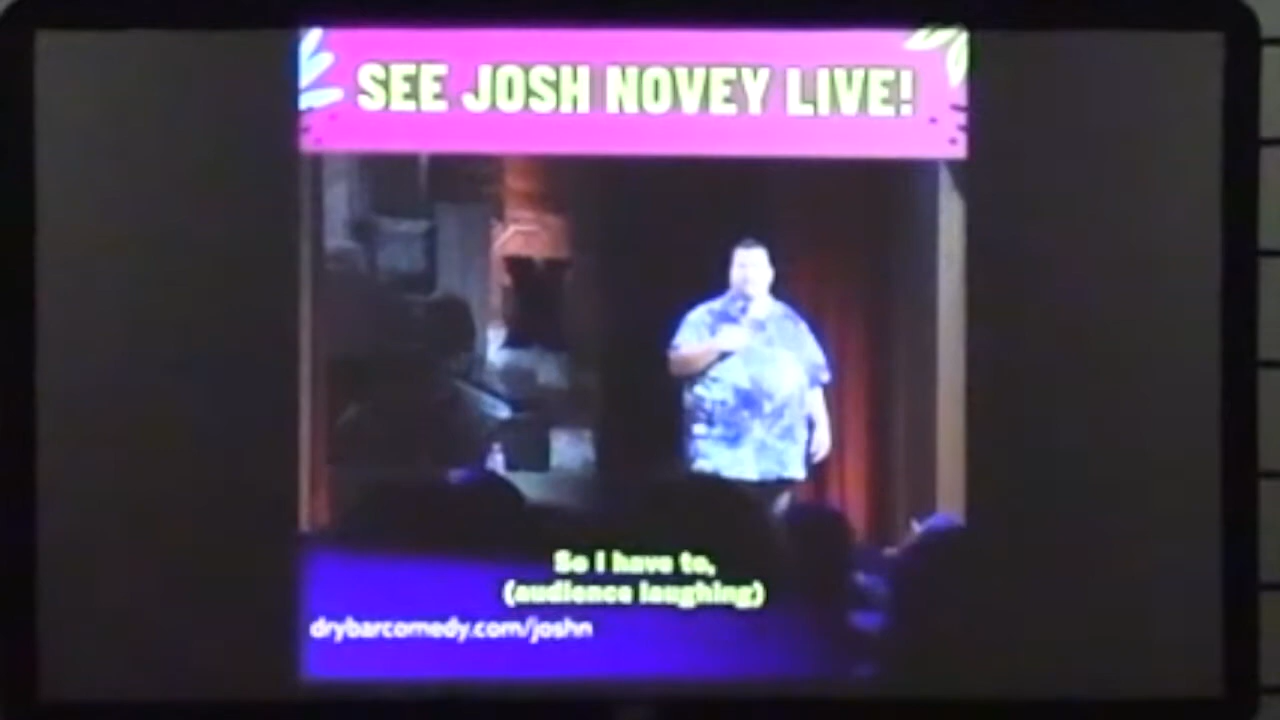 SEE JOSH NOVEY LIVE!
So I have to,
(audience laughing)
drybarcomedy.com/joshn